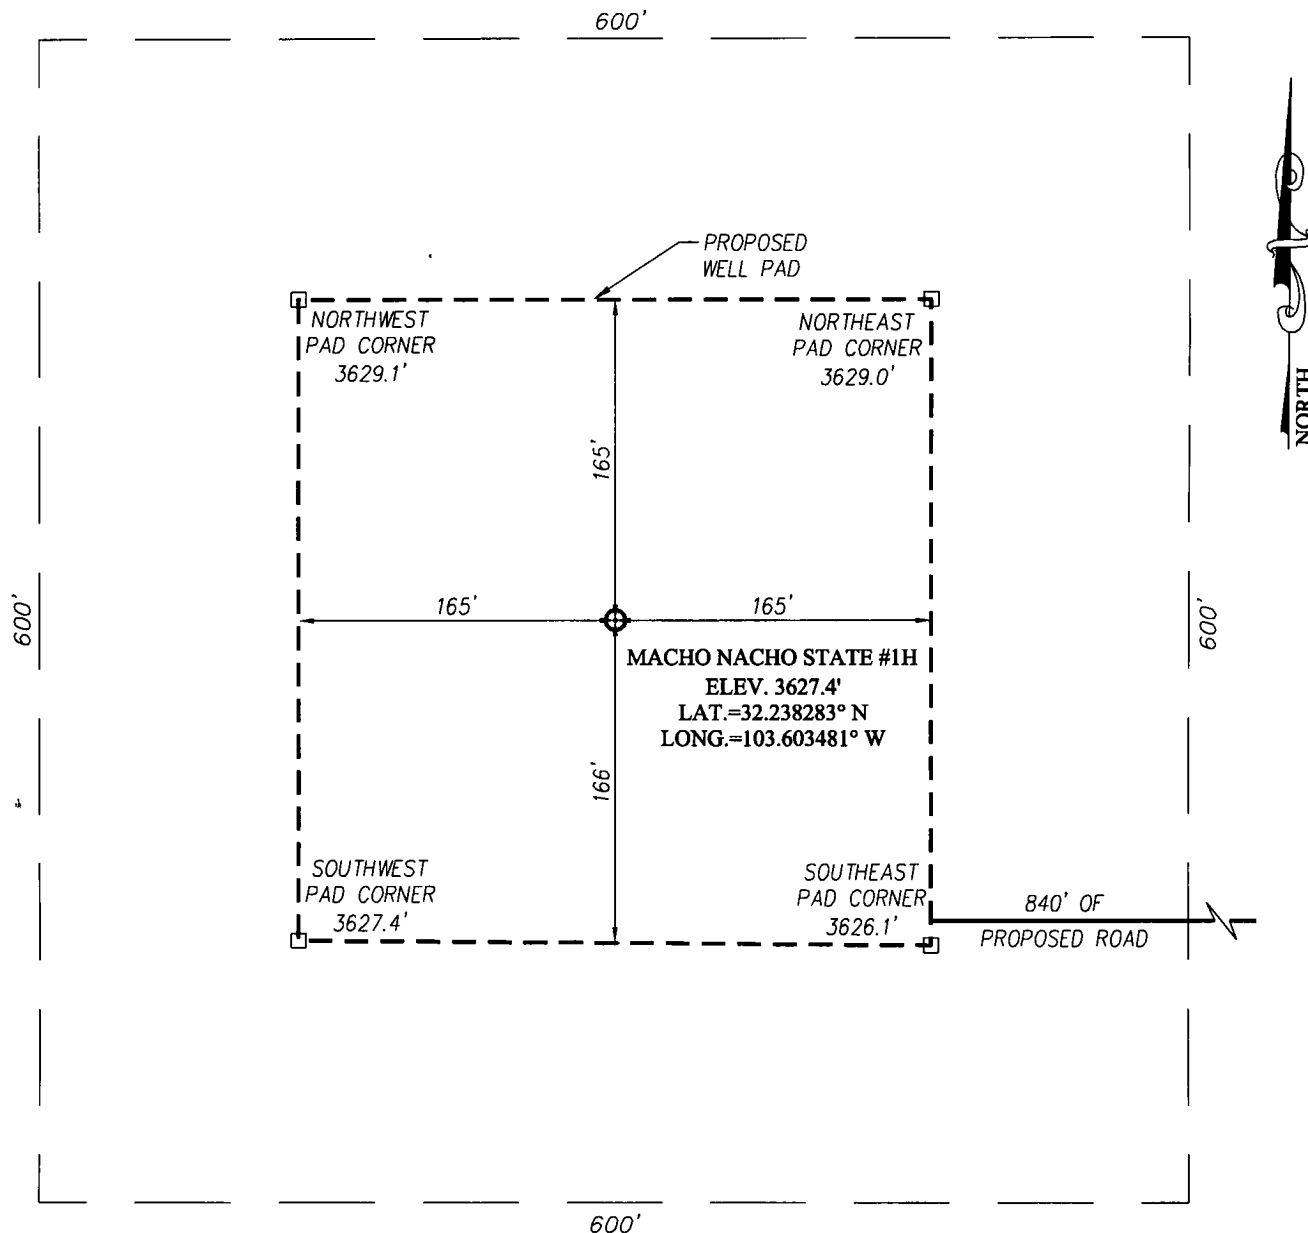 600'
PROPOSED
WELL PAD
NORTHWEST
PAD CORNER
3629.1'
NORTHEAST
PAD CORNER
3629.0'
NORTH
165'
600'
165'
165'
600'
MACHO NACHO STATE #1H
ELEV. 3627.4'
LAT.=32.238283° N
LONG.=103.603481° W
166'
SOUTHWEST
PAD CORNER
3627.4'
SOUTHEAST
PAD CORNER
3626.1'
840' OF
PROPOSED ROAD
600'